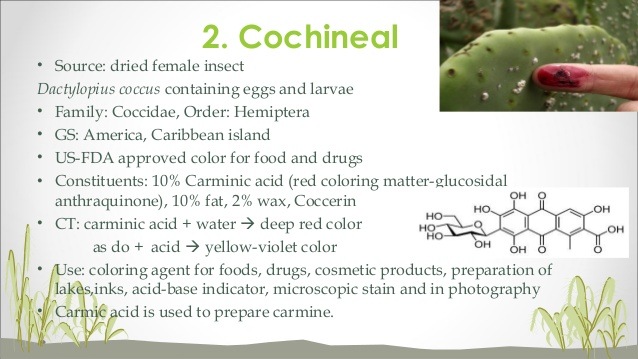 2. Cochineal
• Source: dried female insect
Dactylopius coccus containing eggs and larvae
• Family: Coccidae, Order: Hemiptera
• GS: America, Caribbean island
• US-FDA approved color for food and drugs
• Constituents: 10% Carminic acid (red coloring matter-glucosidal
anthraquinone), 10% fat, 2% wax, Coccerin
• CT: carminic acid + water → deep red color
as do + acid → yellow-violet color
• Use: coloring agent for foods, drugs, cosmetic products, preparation of
lakes,inks, acid-base indicator, microscopic stain and in photography
• Carmic acid is used to prepare carmine.
OH OH O
HO HO OH
O
HO OH
OH OH O O OH